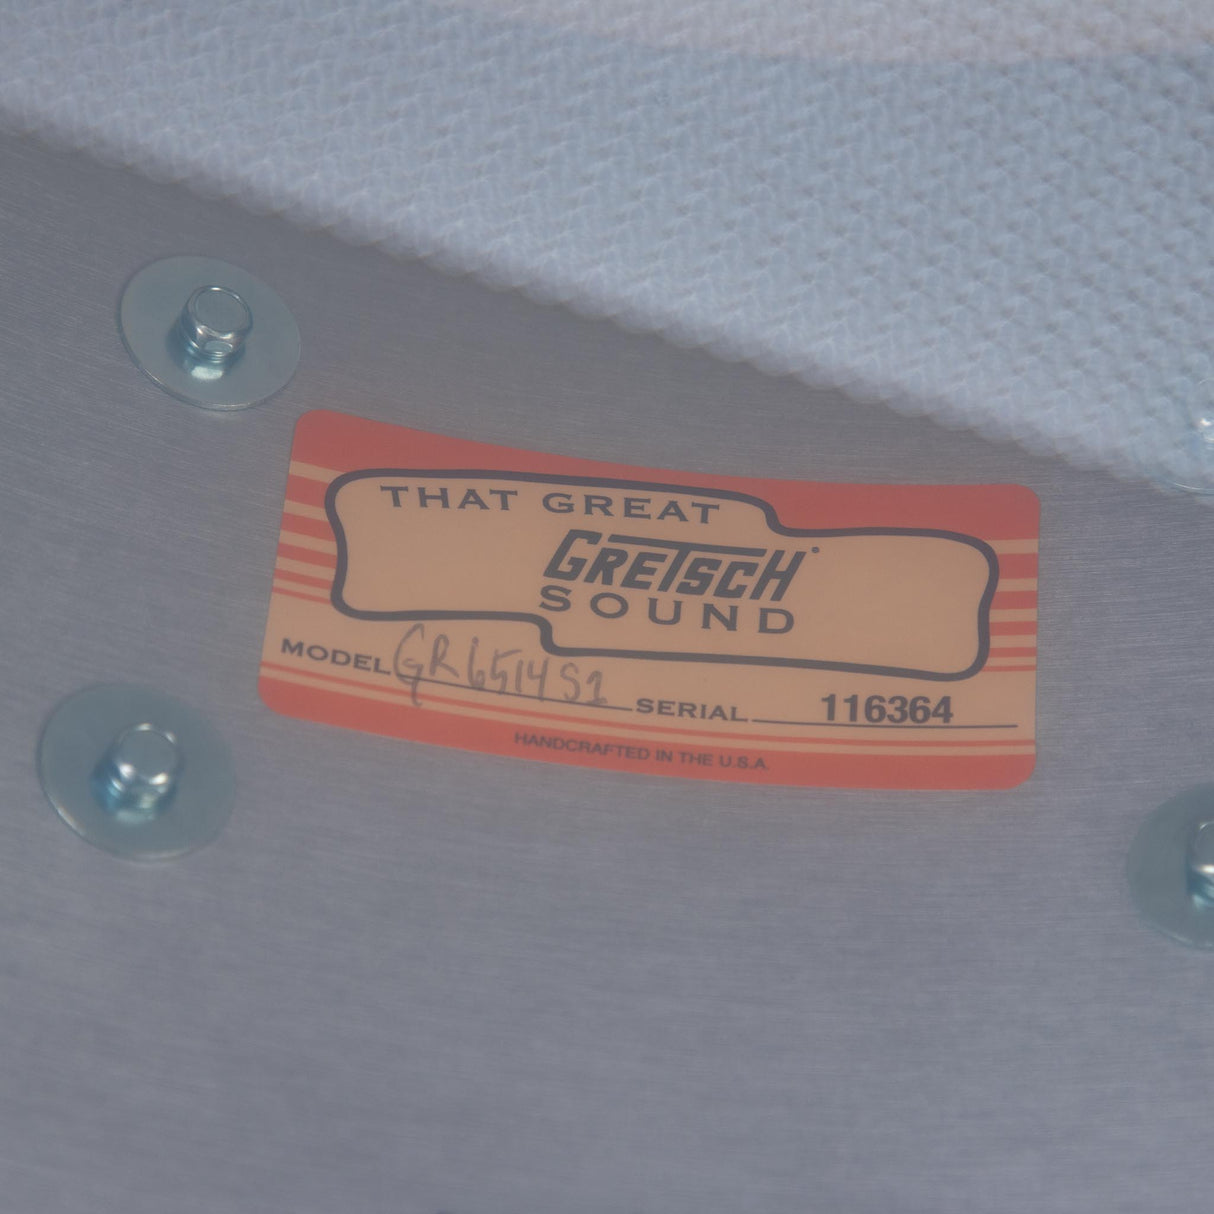 THAT GREAT
GRETSCH
SOUND
MODEL GR6514S1 SERIAL 116364
HANDCRAFTED IN THE U.S.A.